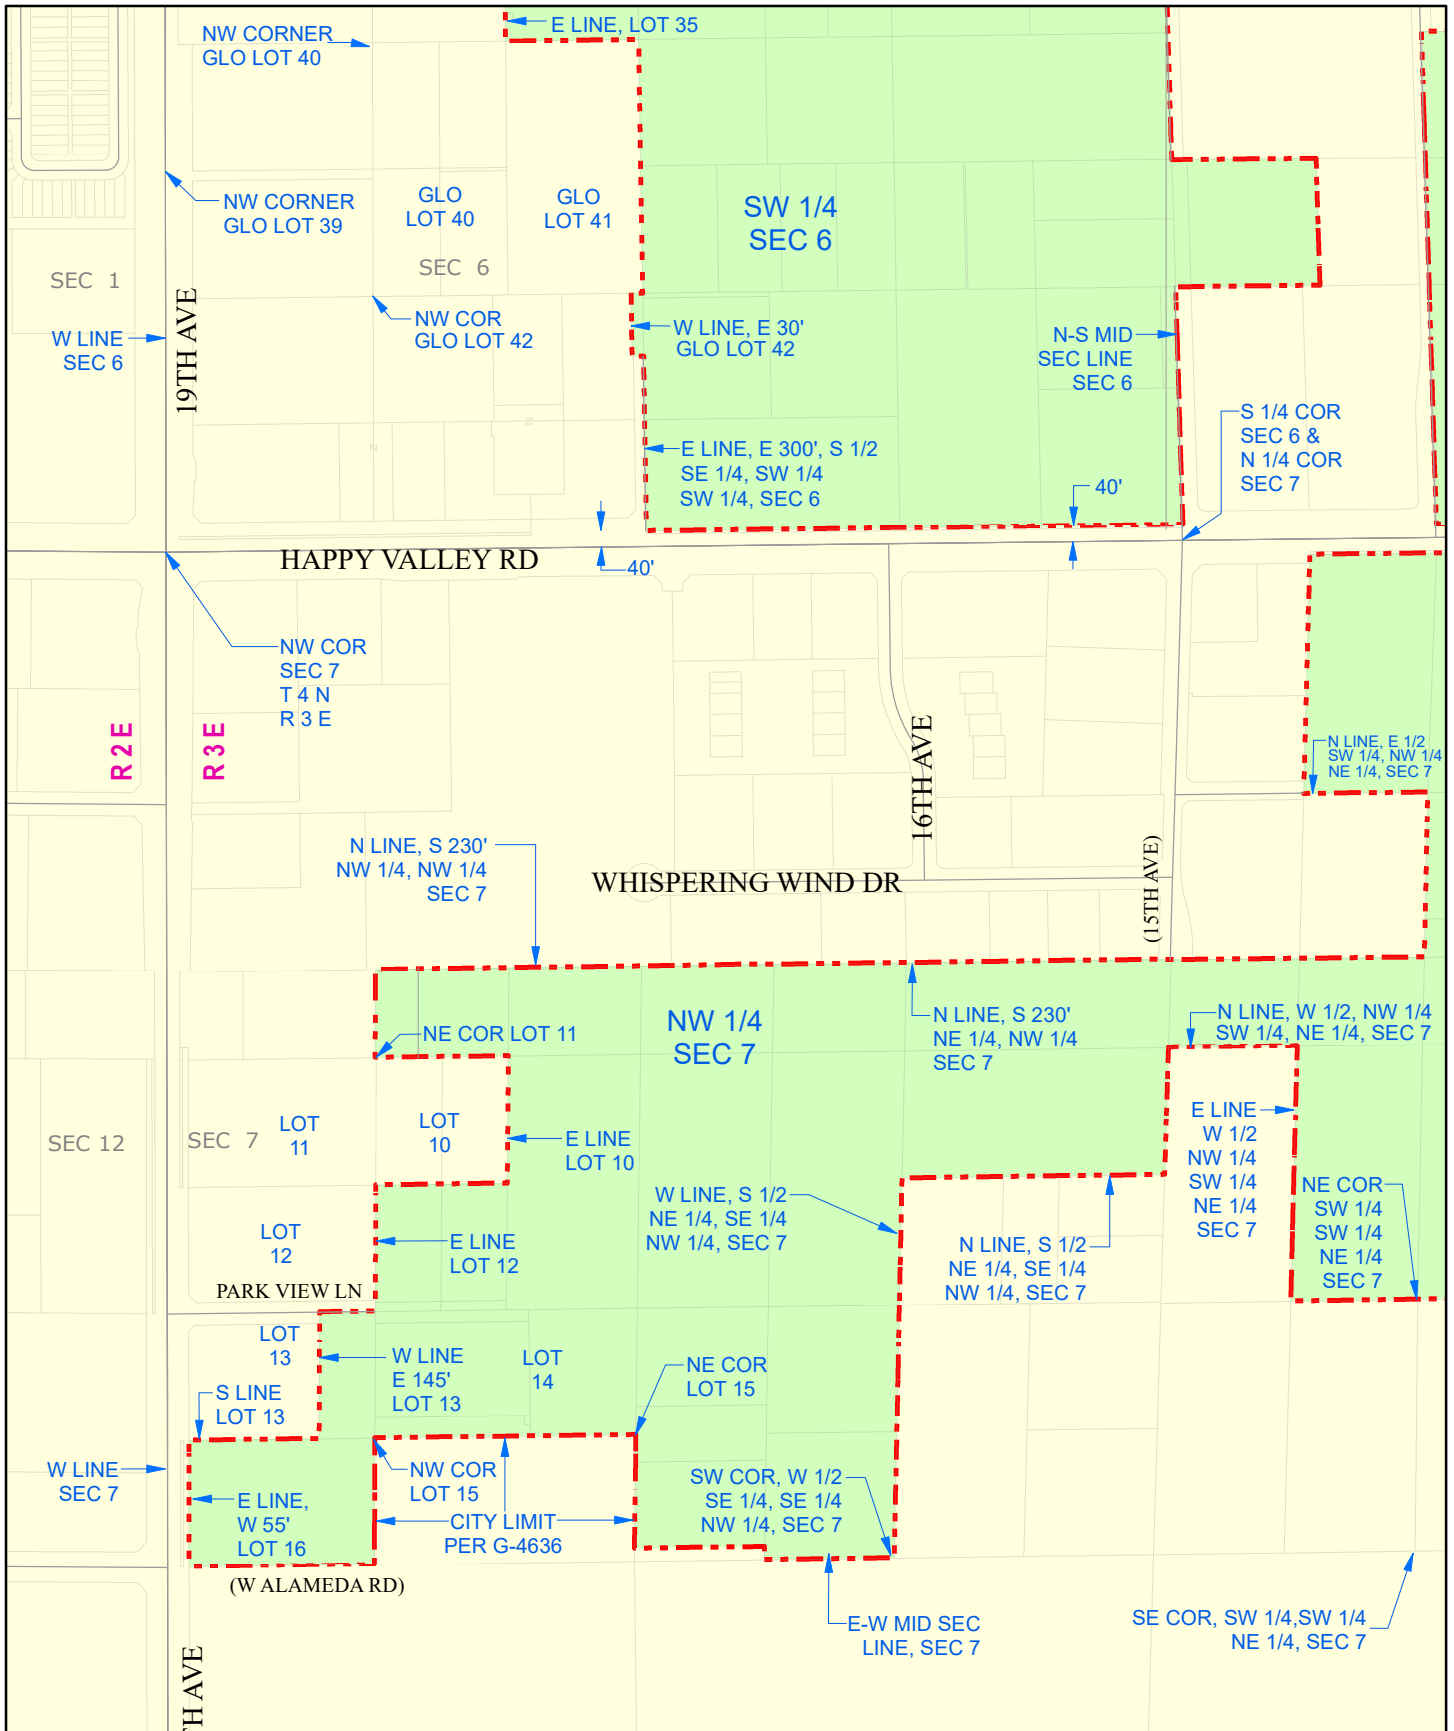 E LINE, LOT 35
NW CORNER
GLO LOT 40
NW CORNER
GLO LOT 39
GLO
LOT 40
GLO
LOT 41
SW 1/4
SEC 6
SEC 1
SEC 6
W LINE
SEC 6
19TH AVE
NW COR
GLO LOT 42
W LINE, E 30'
GLO LOT 42
N-S MID
SEC LINE
SEC 6
S 1/4 COR
SEC 6 &
N 1/4 COR
SEC 7
E LINE, E 300', S 1/2
SE 1/4, SW 1/4
SW 1/4, SEC 6
40'
HAPPY VALLEY RD
40'
NW COR
SEC 7
T 4 N
R 3 E
R 2 E
R 3 E
16TH AVE
N LINE, E 1/2
SW 1/4, NW 1/4
NE 1/4, SEC 7
N LINE, S 230'
NW 1/4, NW 1/4
SEC 7
WHISPERING WIND DR
(15TH AVE)
NW 1/4
SEC 7
NE COR LOT 11
N LINE, S 230'
NE 1/4, NW 1/4
SEC 7
N LINE, W 1/2, NW 1/4
SW 1/4, NE 1/4, SEC 7
SEC 12
SEC 7
LOT
11
LOT
10
E LINE
LOT 10
E LINE
W 1/2
NW 1/4
SW 1/4
NE 1/4
SEC 7
NE COR
SW 1/4
SW 1/4
NE 1/4
SEC 7
W LINE, S 1/2
NE 1/4, SE 1/4
NW 1/4, SEC 7
LOT
12
E LINE
LOT 12
N LINE, S 1/2
NE 1/4, SE 1/4
NW 1/4, SEC 7
PARK VIEW LN
LOT
13
W LINE
E 145'
LOT 13
LOT
14
NE COR
LOT 15
S LINE
LOT 13
W LINE
SEC 7
NW COR
LOT 15
SW COR, W 1/2
SE 1/4, SE 1/4
NW 1/4, SEC 7
E LINE,
W 55'
LOT 16
CITY LIMIT
PER G-4636
(W ALAMEDA RD)
E-W MID SEC
LINE, SEC 7
SE COR, SW 1/4,SW 1/4
NE 1/4, SEC 7
TH AVE